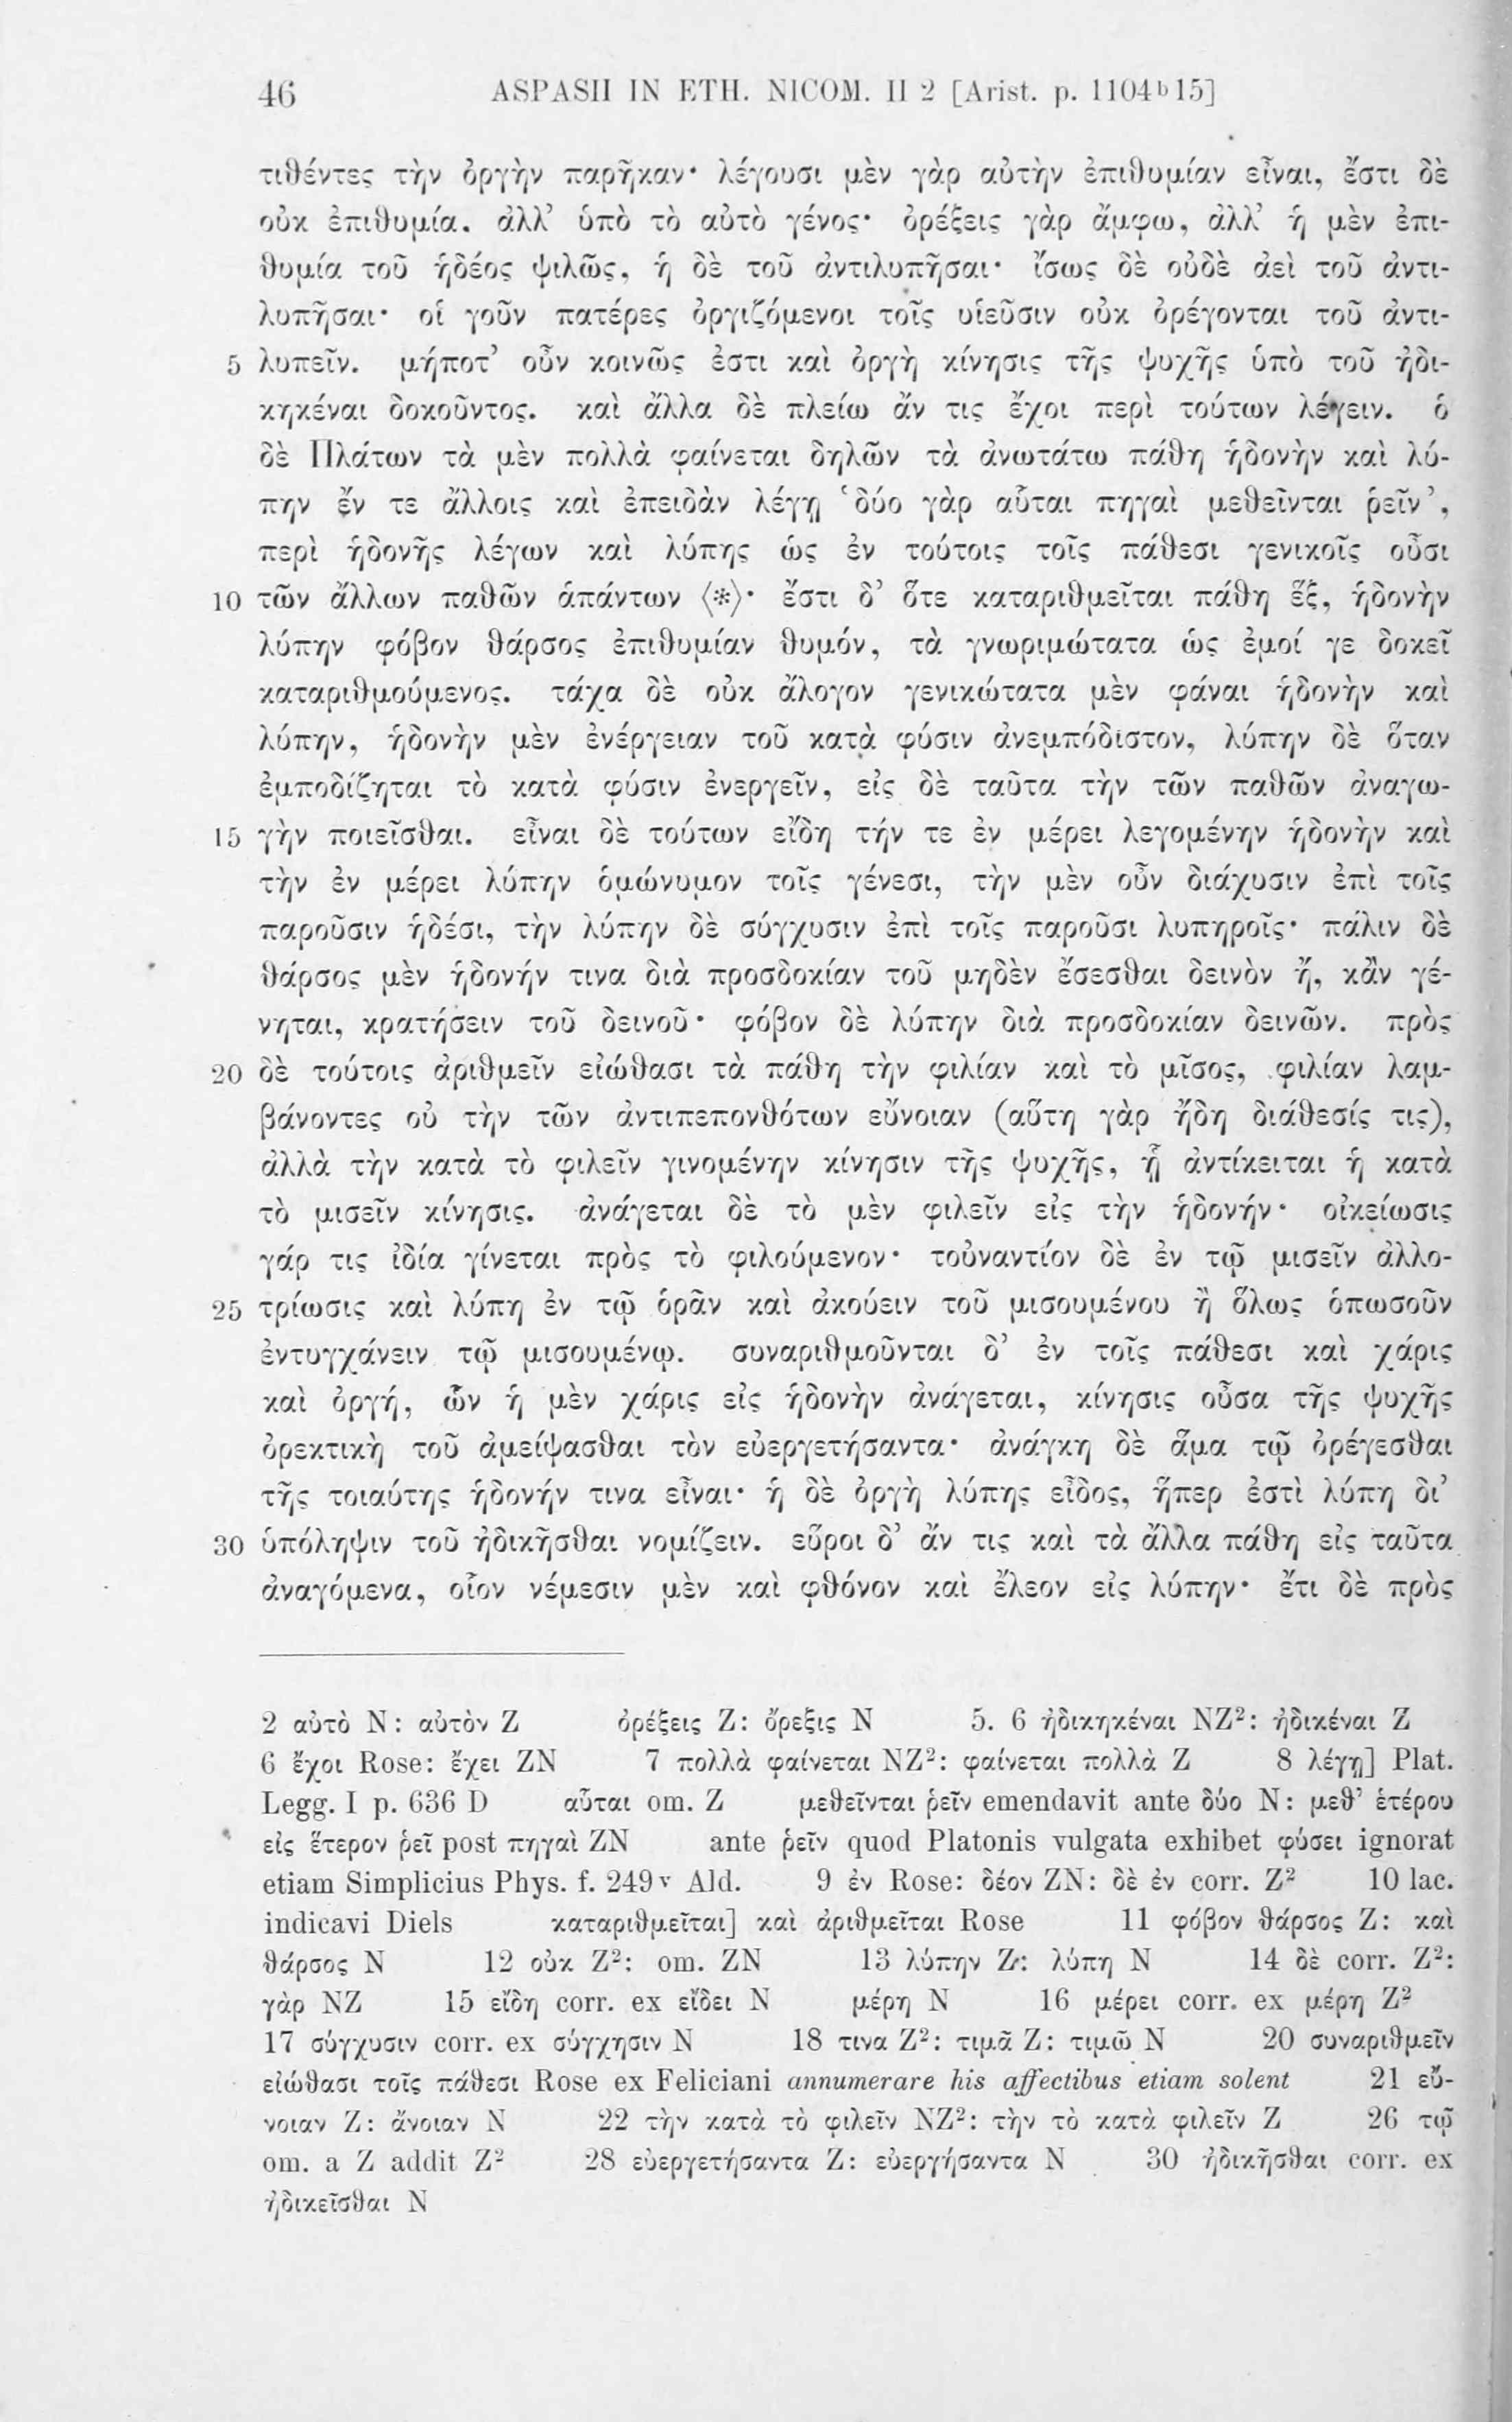 46 ASPASII IN ETH. NICOM. II 2 [Arist. p. 1104ᵇ15]
τιθέντες τὴν ὀργὴν παρῆκαν· λέγουσι μὲν γὰρ αὐτὴν ἐπιθυμίαν εἶναι, ἔστι δὲ
οὐκ ἐπιθυμία. ἀλλ’ ὑπὸ τὸ αὐτὸ γένος· ὀρέξεις γὰρ ἄμφω, ἀλλ’ ἡ μὲν ἐπι-
θυμία τοῦ ἡδέος ψιλῶς, ἡ δὲ τοῦ ἀντιλυπῆσαι· ἴσως δὲ οὐδὲ ἀεὶ τοῦ ἀντι-
λυπῆσαι· οἱ γοῦν πατέρες ὀργιζόμενοι τοῖς υἱεῦσιν οὐκ ὀρέγονται τοῦ ἀντι-
5 λυπεῖν. μήποτ’ οὖν κοινῶς ἐστι καὶ ὀργὴ κίνησις τῆς ψυχῆς ὑπὸ τοῦ ἠδι-
κηκέναι δοκοῦντος. καὶ ἄλλα δὲ πλείω ἄν τις ἔχοι περὶ τούτων λέγειν. ὁ
δὲ Πλάτων τὰ μὲν πολλὰ φαίνεται δηλῶν τὰ ἀνωτάτω πάθη ἡδονὴν καὶ λύ-
πην ἔν τε ἄλλοις καὶ ἐπειδὰν λέγῃ ‘δύο γὰρ αὗται πηγαὶ μεθεῖνται ῥεῖν’,
περὶ ἡδονῆς λέγων καὶ λύπης ὡς ἐν τούτοις τοῖς πάθεσι γενικοῖς οὖσι
10 τῶν ἄλλων παθῶν ἁπάντων ⟨*⟩· ἔστι δ’ ὅτε καταριθμεῖται πάθη ἕξ, ἡδονὴν
λύπην φόβον θάρσος ἐπιθυμίαν θυμόν, τὰ γνωριμώτατα ὡς ἐμοί γε δοκεῖ
καταριθμούμενος. τάχα δὲ οὐκ ἄλογον γενικώτατα μὲν φάναι ἡδονὴν καὶ
λύπην, ἡδονὴν μὲν ἐνέργειαν τοῦ κατὰ φύσιν ἀνεμπόδιστον, λύπην δὲ ὅταν
ἐμποδίζηται τὸ κατὰ φύσιν ἐνεργεῖν, εἰς δὲ ταῦτα τὴν τῶν παθῶν ἀναγω-
15 γὴν ποιεῖσθαι. εἶναι δὲ τούτων εἴδη τήν τε ἐν μέρει λεγομένην ἡδονὴν καὶ
τὴν ἐν μέρει λύπην ὁμώνυμον τοῖς γένεσι, τὴν μὲν οὖν διάχυσιν ἐπὶ τοῖς
παροῦσιν ἡδέσι, τὴν λύπην δὲ σύγχυσιν ἐπὶ τοῖς παροῦσι λυπηροῖς· πάλιν δὲ
θάρσος μὲν ἡδονήν τινα διὰ προσδοκίαν τοῦ μηδὲν ἔσεσθαι δεινὸν ἤ, κἂν γέ-
νηται, κρατήσειν τοῦ δεινοῦ· φόβον δὲ λύπην διὰ προσδοκίαν δεινῶν. πρὸς
20 δὲ τούτοις ἀριθμεῖν εἰώθασι τὰ πάθη τὴν φιλίαν καὶ τὸ μῖσος, φιλίαν λαμ-
βάνοντες οὐ τὴν τῶν ἀντιπεπονθότων εὔνοιαν (αὕτη γὰρ ἤδη διάθεσίς τις),
ἀλλὰ τὴν κατὰ τὸ φιλεῖν γινομένην κίνησιν τῆς ψυχῆς, ᾗ ἀντίκειται ἡ κατὰ
τὸ μισεῖν κίνησις. ἀνάγεται δὲ τὸ μὲν φιλεῖν εἰς τὴν ἡδονήν· οἰκείωσις
γάρ τις ἰδία γίνεται πρὸς τὸ φιλούμενον· τοὐναντίον δὲ ἐν τῷ μισεῖν ἀλλο-
25 τρίωσις καὶ λύπη ἐν τῷ ὁρᾶν καὶ ἀκούειν τοῦ μισουμένου ἢ ὅλως ὁπωσοῦν
ἐντυγχάνειν τῷ μισουμένῳ. συναριθμοῦνται δ’ ἐν τοῖς πάθεσι καὶ χάρις
καὶ ὀργή, ὧν ἡ μὲν χάρις εἰς ἡδονὴν ἀνάγεται, κίνησις οὖσα τῆς ψυχῆς
ὀρεκτικὴ τοῦ ἀμείψασθαι τὸν εὐεργετήσαντα· ἀνάγκη δὲ ἅμα τῷ ὀρέγεσθαι
τῆς τοιαύτης ἡδονήν τινα εἶναι· ἡ δὲ ὀργὴ λύπης εἶδος, ἥπερ ἐστὶ λύπη δι’
30 ὑπόληψιν τοῦ ἠδικῆσθαι νομίζειν. εὕροι δ’ ἄν τις καὶ τὰ ἄλλα πάθη εἰς ταῦτα
ἀναγόμενα, οἷον νέμεσιν μὲν καὶ φθόνον καὶ ἔλεον εἰς λύπην· ἔτι δὲ πρὸς
2 αὐτὸ N: αὐτὸν Z ὀρέξεις Z: ὄρεξις N 5. 6 ἠδικηκέναι NZ²: ἠδικέναι Z
6 ἔχοι Rose: ἔχει ZN 7 πολλὰ φαίνεται NZ²: φαίνεται πολλὰ Z 8 λέγῃ] Plat.
Legg. I p. 636 D αὗται om. Z μεθεῖνται ῥεῖν emendavit ante δύο N: μεθ’ ἑτέρου
εἰς ἕτερον ῥεῖ post πηγαὶ ZN ante ῥεῖν quod Platonis vulgata exhibet φύσει ignorat
etiam Simplicius Phys. f. 249ᵛ Ald. 9 ἐν Rose: δέον ZN: δὲ ἐν corr. Z² 10 lac.
indicavi Diels καταριθμεῖται] καὶ ἀριθμεῖται Rose 11 φόβον θάρσος Z: καὶ
θάρσος N 12 οὐκ Z²: om. ZN 13 λύπην Z: λύπη N 14 δὲ corr. Z²:
γὰρ NZ 15 εἴδη corr. ex εἴδει N μέρη N 16 μέρει corr. ex μέρη Z²
17 σύγχυσιν corr. ex σύγχησιν N 18 τινα Z²: τιμᾶ Z: τιμῶ N 20 συναριθμεῖν
εἰώθασι τοῖς πάθεσι Rose ex Feliciani annumerare his affectibus etiam solent 21 εὔ-
νοιαν Z: ἄνοιαν N 22 τὴν κατὰ τὸ φιλεῖν NZ²: τὴν τὸ κατὰ φιλεῖν Z 26 τῷ
om. a Z addit Z² 28 εὐεργετήσαντα Z: εὐεργήσαντα N 30 ἠδικῆσθαι corr. ex
ἠδικεῖσθαι N